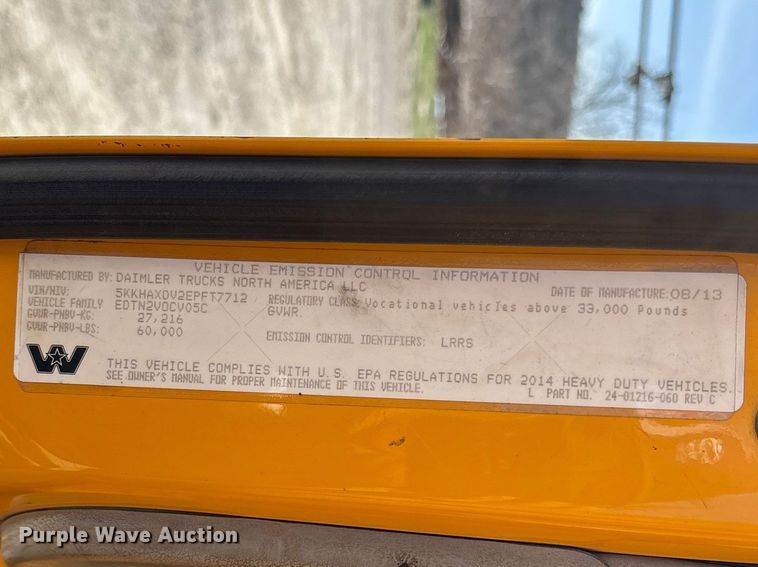 VEHICLE EMISSION CONTROL INFORMATION
MANUFACTURED BY: DAIMLER TRUCKS NORTH AMERICA LLC DATE OF MANUFACTURE: 08/13
VIN/NIV: 5KKHAXDV2EPFT7712 REGULATORY CLASS: Vocational vehicles above 33,000 Pounds
VEHICLE FAMILY EDTN2VOCV05C GVWR.
GVWR-PNBV-KG: 27,216
GVWR-PNBV-LBS: 60,000 EMISSION CONTROL IDENTIFIERS: LRRS
W
THIS VEHICLE COMPLIES WITH U.S. EPA REGULATIONS FOR 2014 HEAVY DUTY VEHICLES.
SEE OWNER'S MANUAL FOR PROPER MAINTENANCE OF THIS VEHICLE. L PART NO. 24-01216-060 REV C
Purple Wave Auction